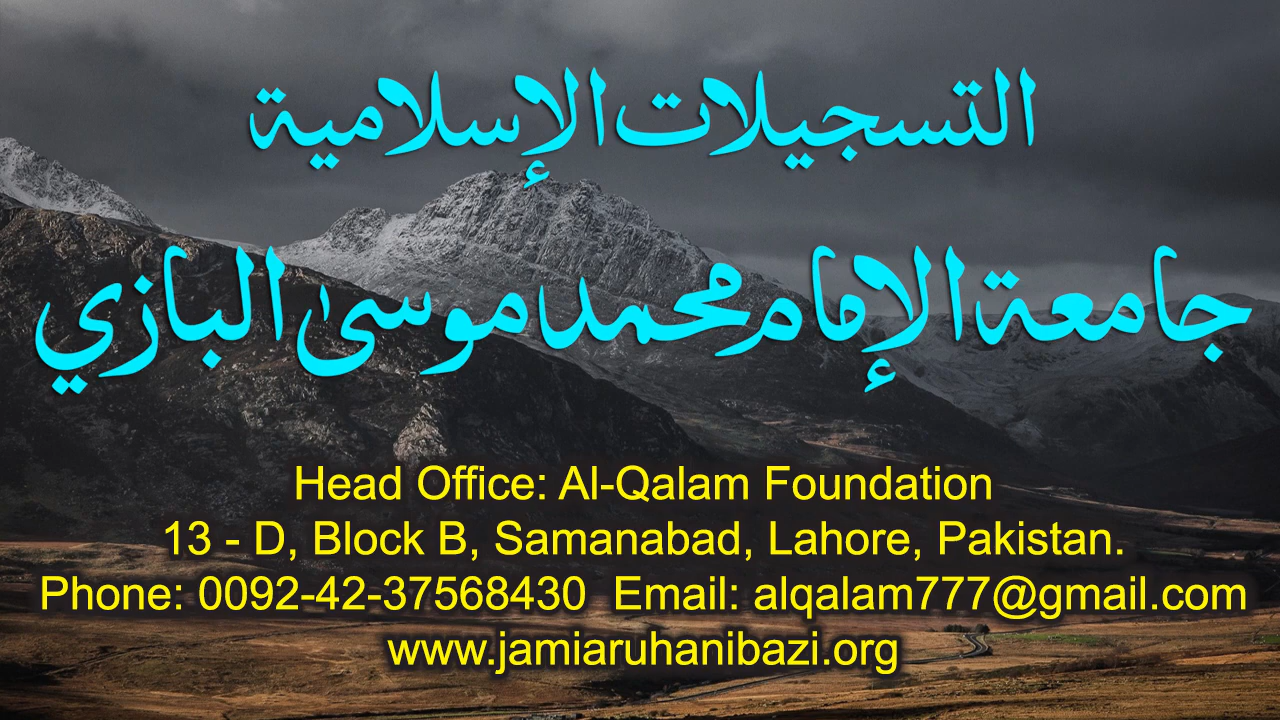 التسجيلات الإسلامية
جامعة الإمام محمد موسىٰ البازي
Head Office: Al-Qalam Foundation
13 - D, Block B, Samanabad, Lahore, Pakistan.
Phone: 0092-42-37568430 Email: alqalam777@gmail.com
www.jamiaruhanibazi.org